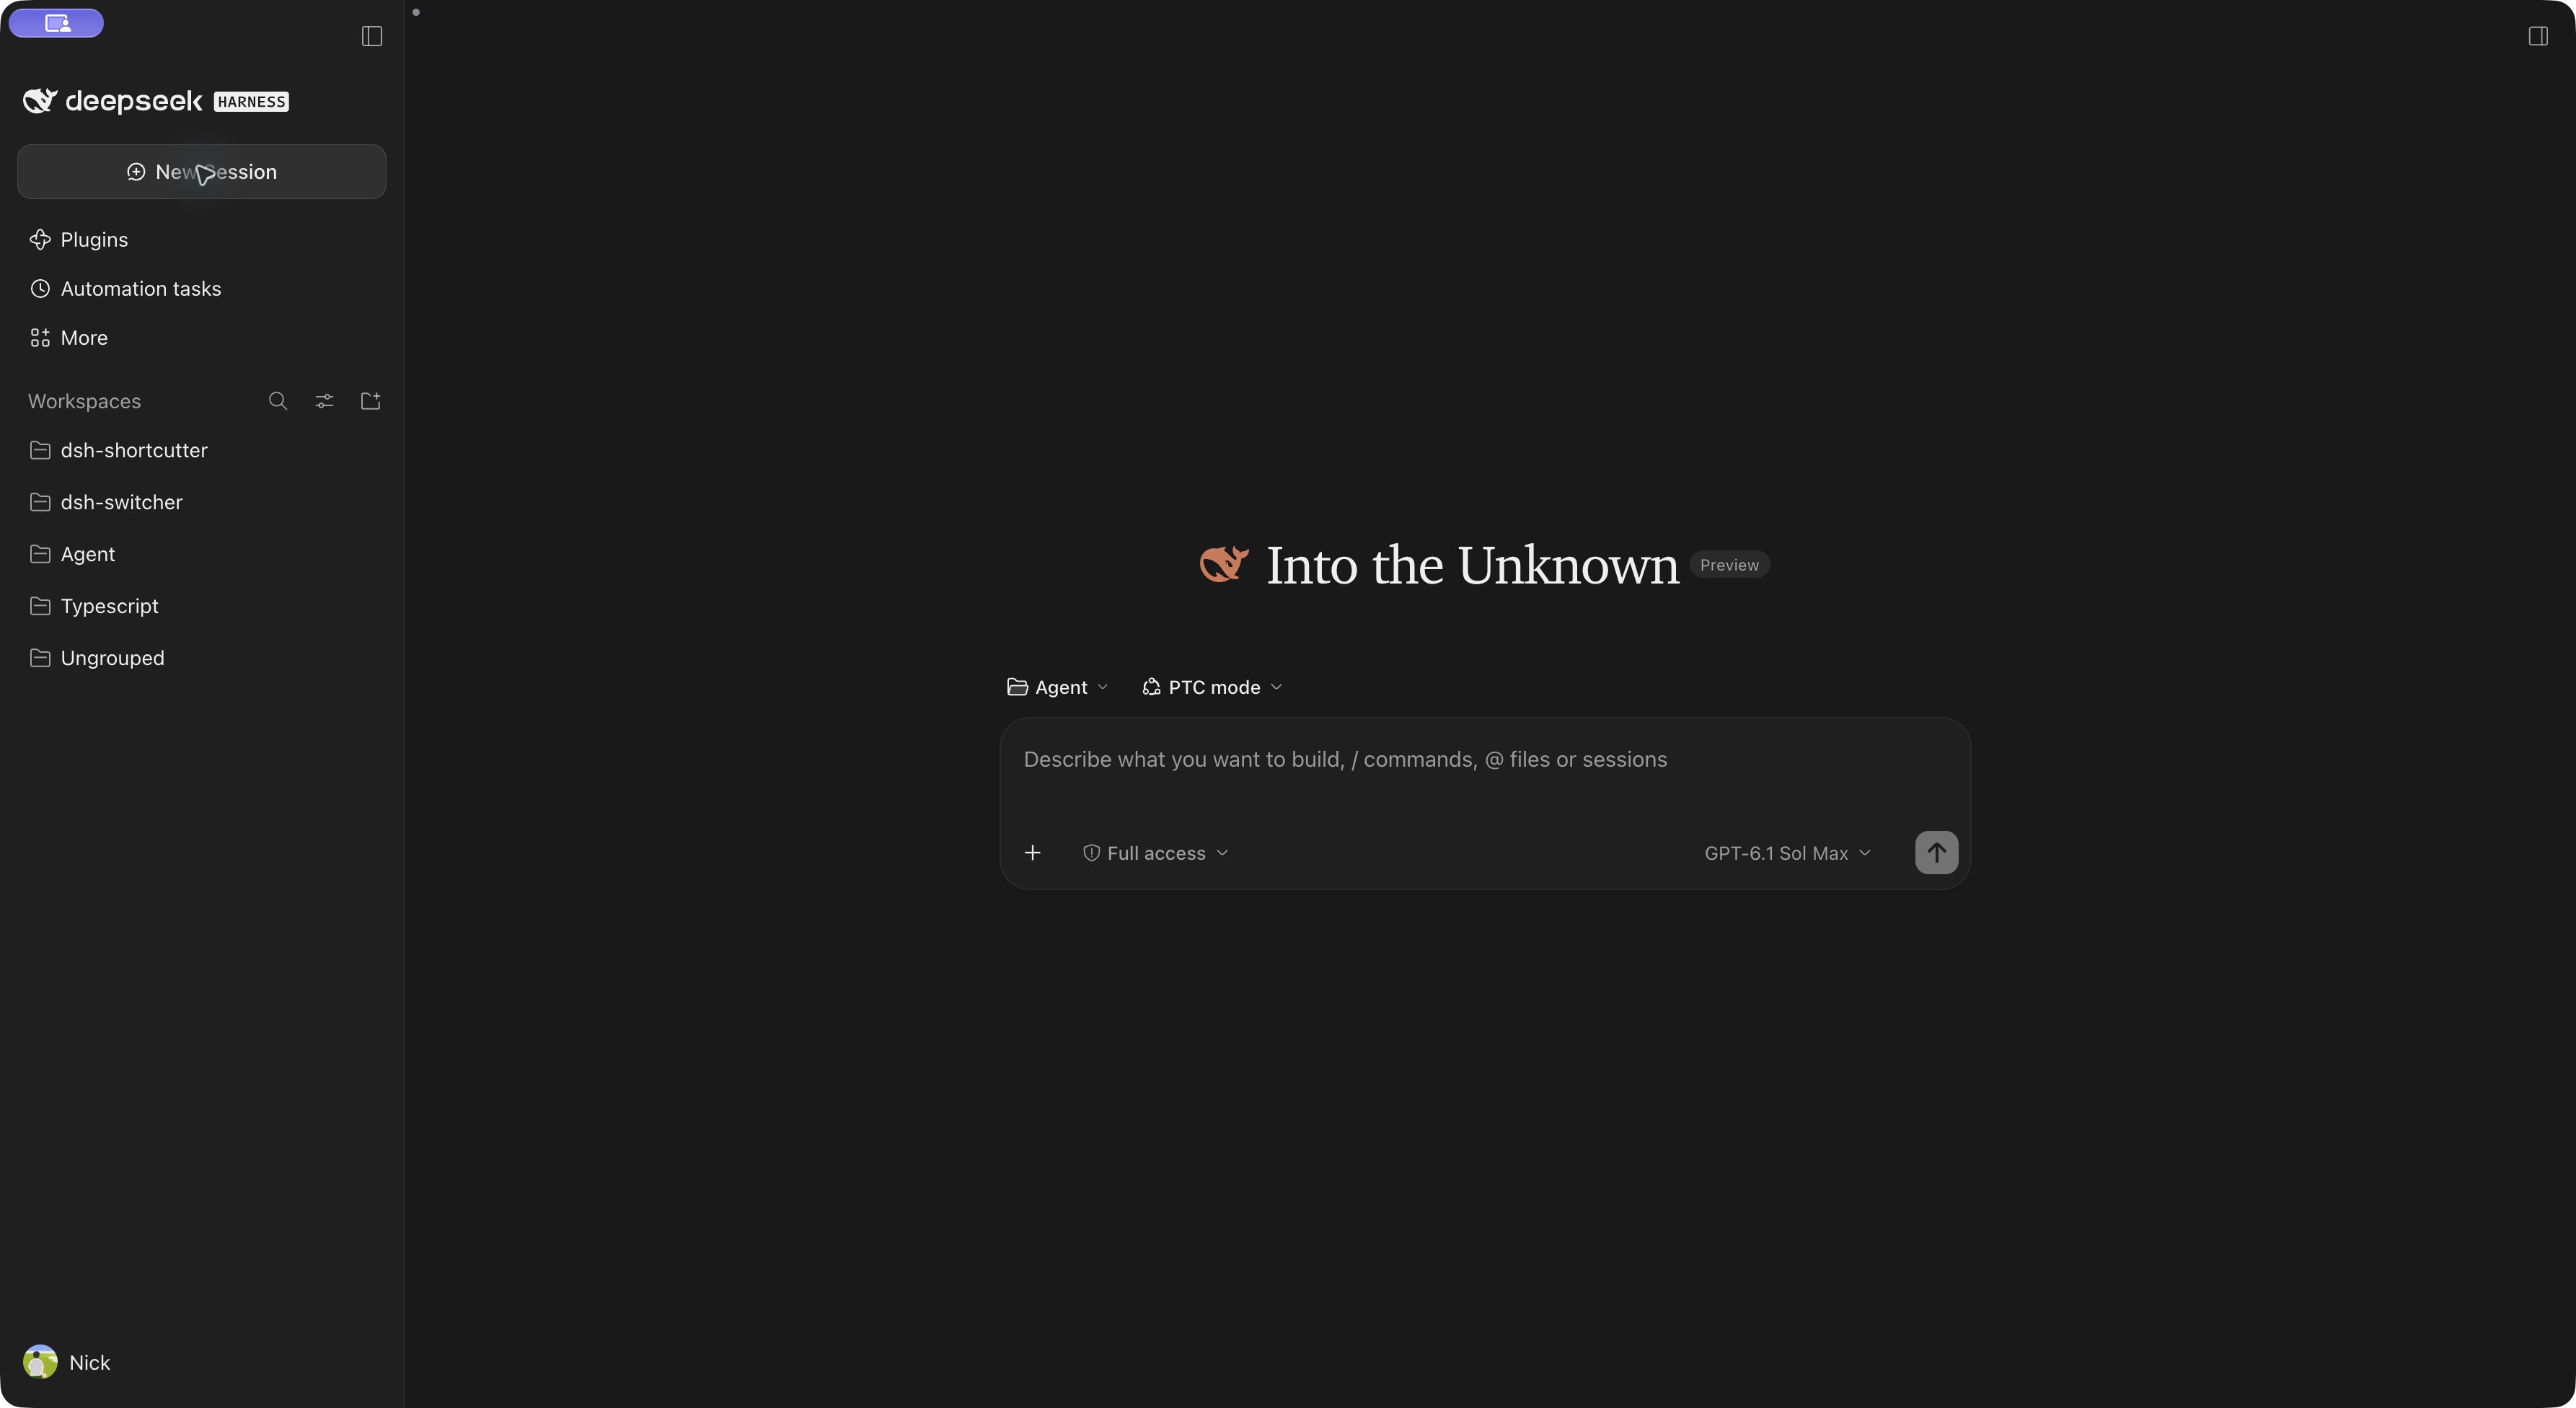 deepseek HARNESS
New Session
Plugins
Automation tasks
More
Workspaces
dsh-shortcutter
dsh-switcher
Agent
Typescript
Ungrouped
Nick
Into the Unknown Preview
Agent PTC mode
Describe what you want to build, / commands, @ files or sessions
Full access GPT-6.1 Sol Max